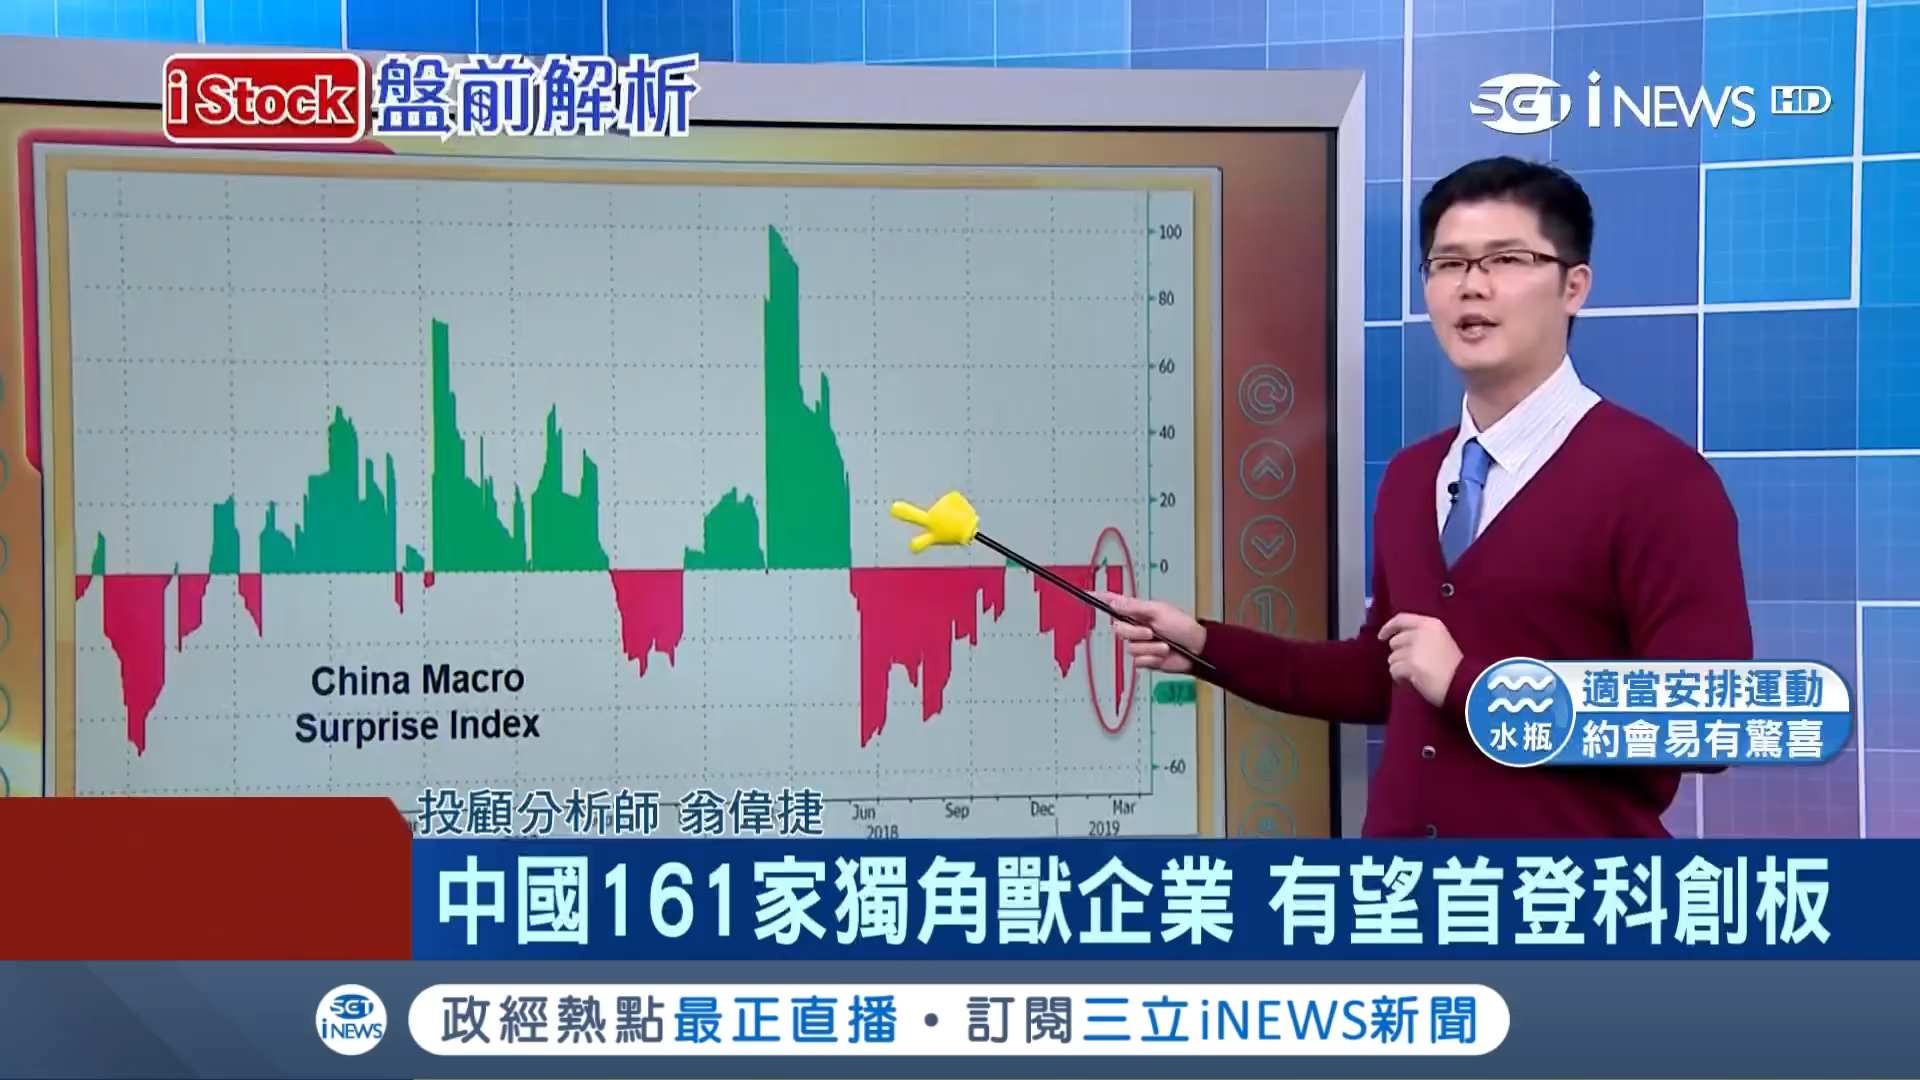 iStock 盤前解析
SET iNEWS HD
100
80
60
40
20
0
-60
China Macro
Surprise Index
Jun
Sep
Dec
Mar
2018
2019
適當安排運動
水瓶
約會易有驚喜
投顧分析師 翁偉捷
中國161家獨角獸企業 有望首登科創板
SET
iNEWS
政經熱點最正直播・訂閱三立iNEWS新聞